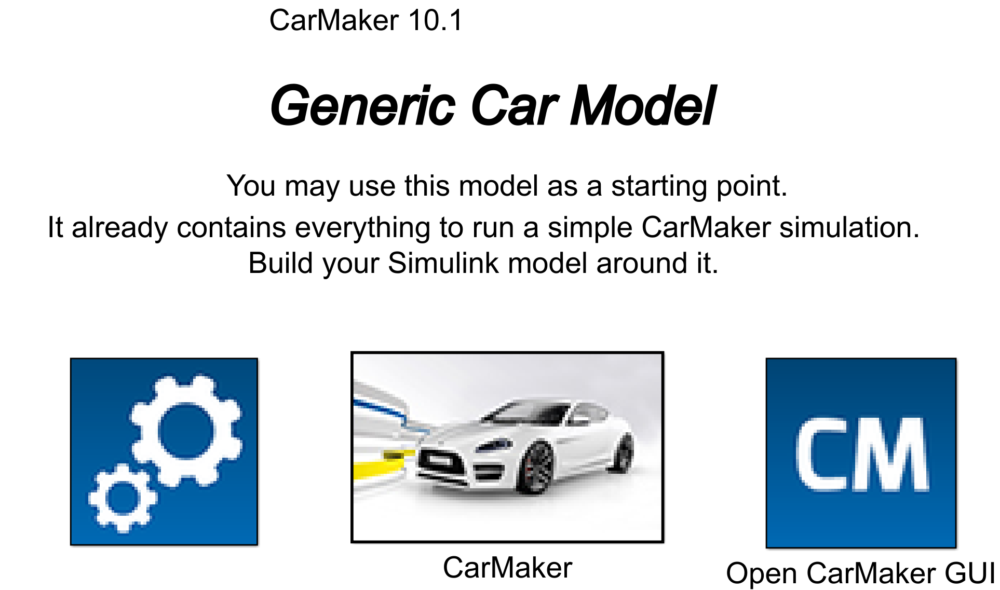 CarMaker 10.1
Generic Car Model
You may use this model as a starting point.
It already contains everything to run a simple CarMaker simulation.
Build your Simulink model around it.
CM
CarMaker
Open CarMaker GUI